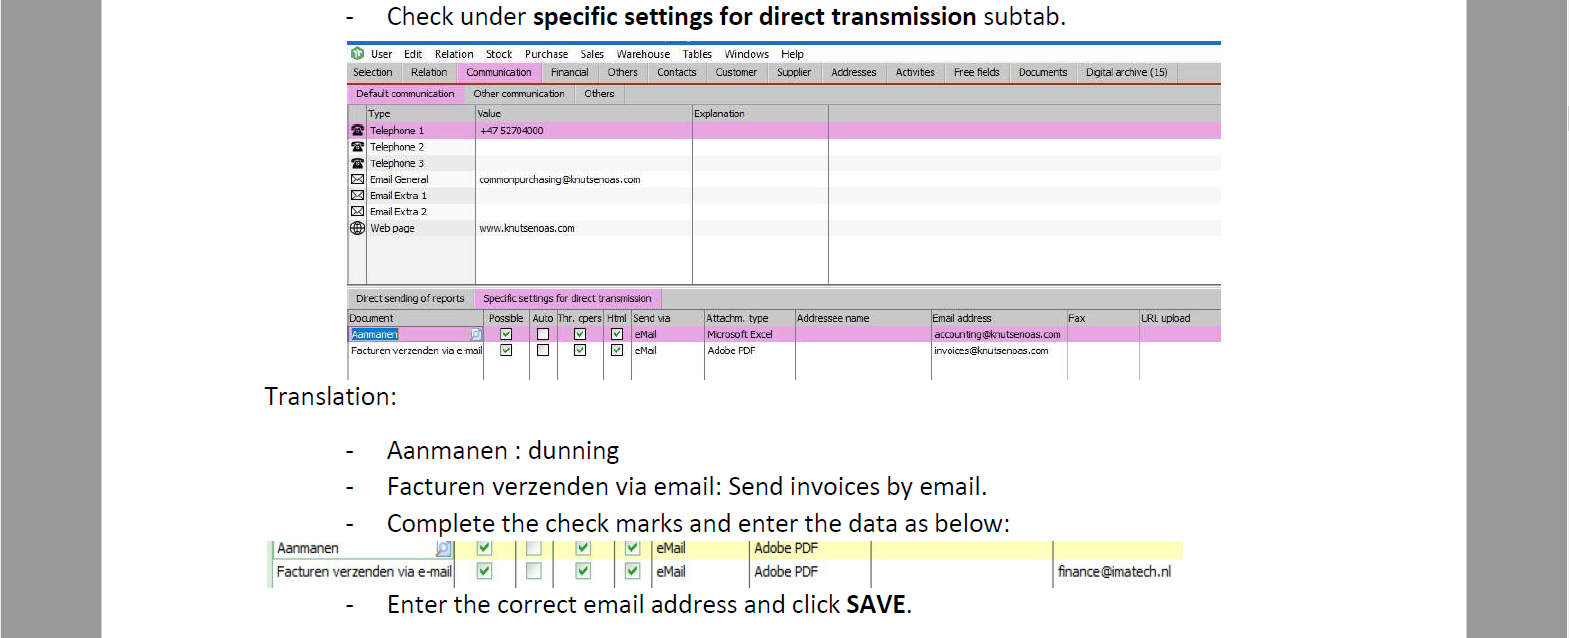 - Check under specific settings for direct transmission subtab.
User Edit Relation Stock Purchase Sales Warehouse Tables Windows Help
Selection Relation Communication Financial Others Contacts Customer Supplier Addresses Activities Free fields Documents Digital archive (15)
Default communication Other communication Others
Type Value Explanation
Telephone 1 +47 52704000
Telephone 2
Telephone 3
Email General commonpurchasing@knutsenoas.com
Email Extra 1
Email Extra 2
Web page www.knutsenoas.com
Direct sending of reports Specific settings for direct transmission
Document Possible Auto Thr. cpers Html Send via Attachm. type Addressee name Email address Fax URL upload
Aanmanen eMail Microsoft Excel accounting@knutsenoas.com
Facturen verzenden via e-mail eMail Adobe PDF invoices@knutsenoas.com
Translation:
- Aanmanen : dunning
- Facturen verzenden via email: Send invoices by email.
- Complete the check marks and enter the data as below:
Aanmanen eMail Adobe PDF
Facturen verzenden via e-mail eMail Adobe PDF finance@imatech.nl
- Enter the correct email address and click SAVE.